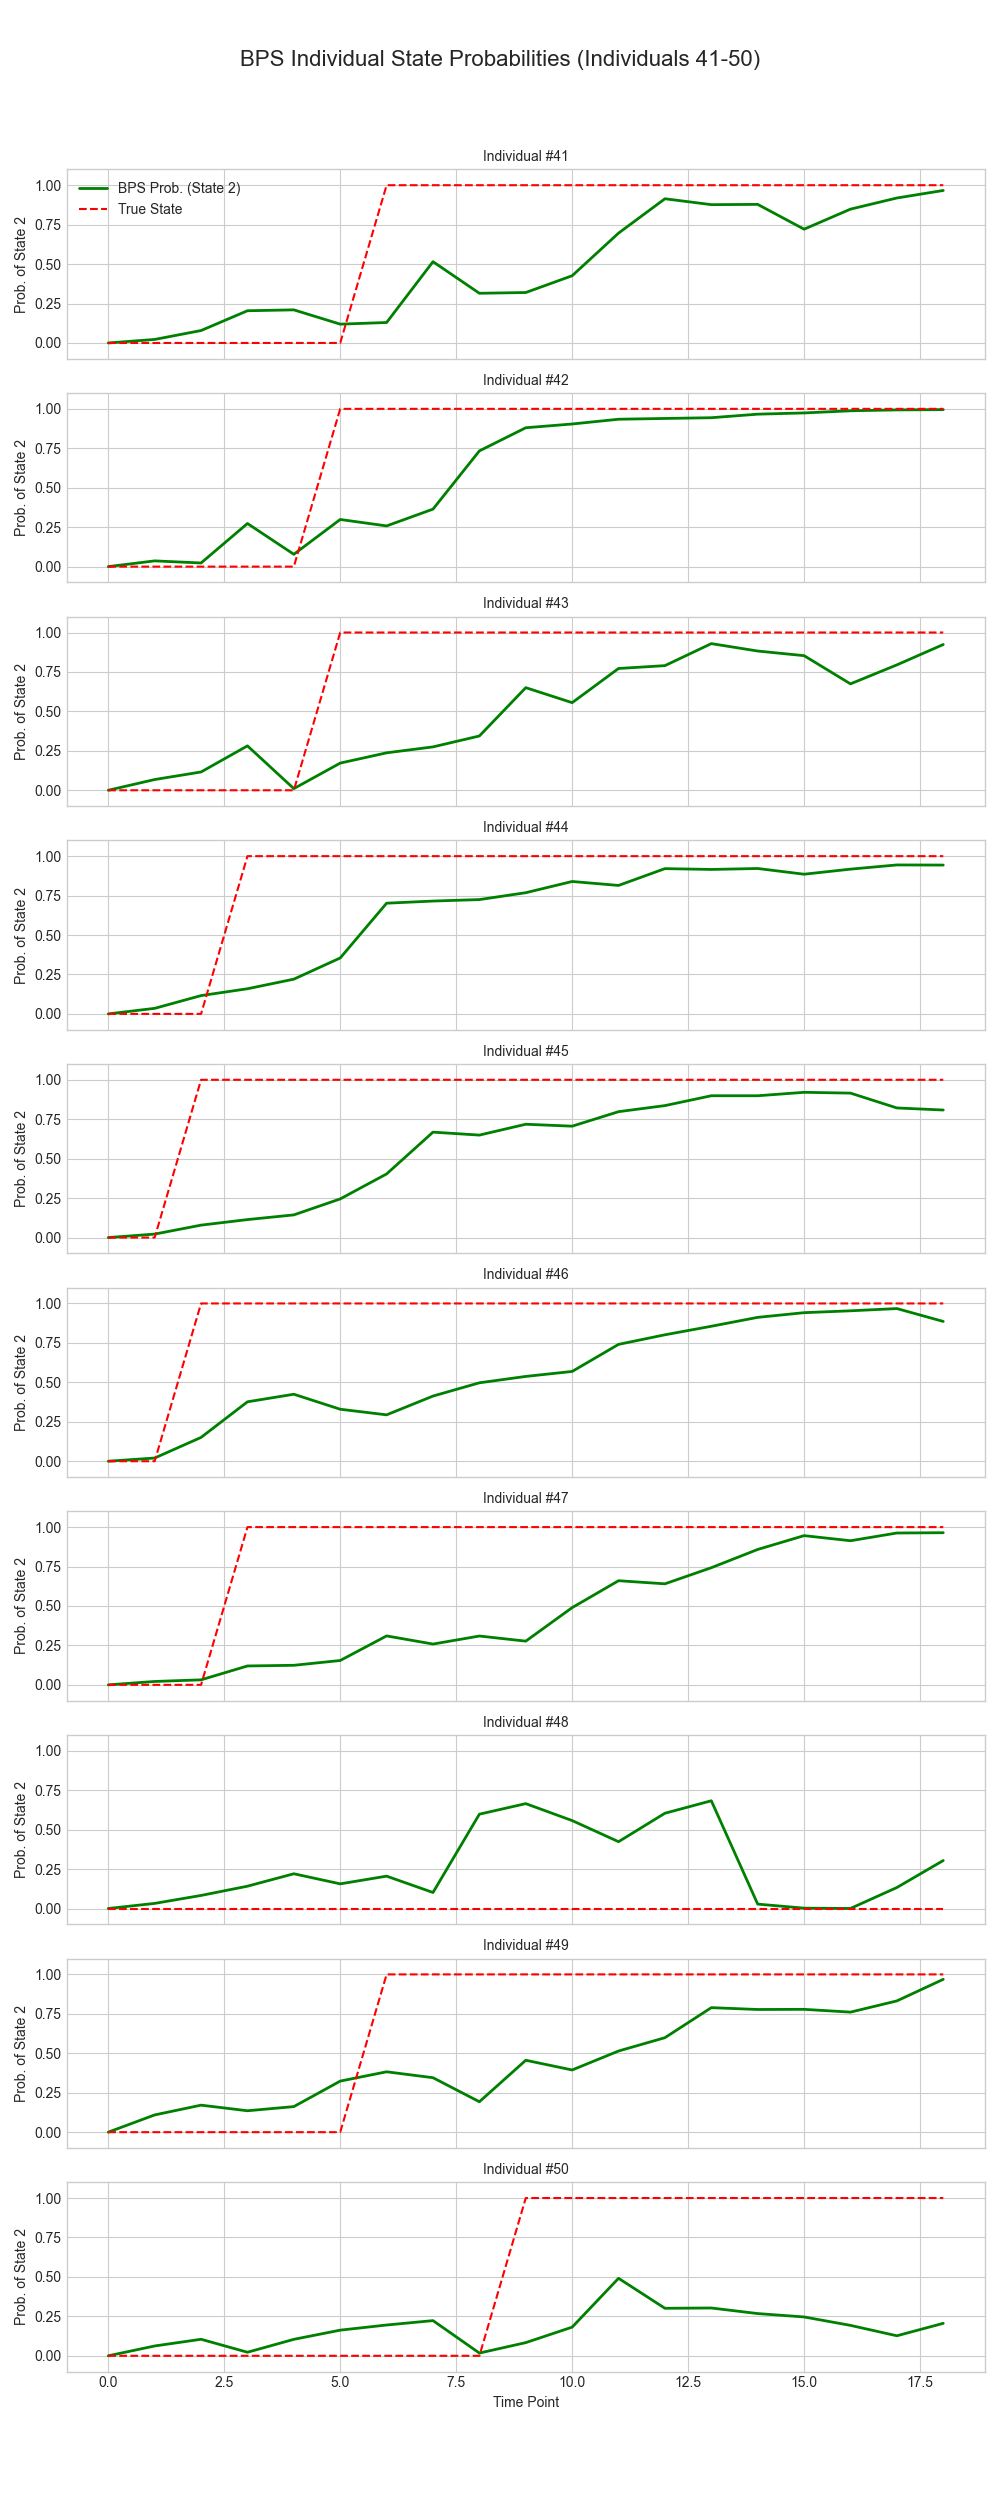 BPS Individual State Probabilities (Individuals 41-50)
Individual #41
BPS Prob. (State 2)
True State
1.00
0.75
0.50
0.25
0.00
Prob. of State 2
Individual #42
1.00
0.75
0.50
0.25
0.00
Prob. of State 2
Individual #43
1.00
0.75
0.50
0.25
0.00
Prob. of State 2
Individual #44
1.00
0.75
0.50
0.25
0.00
Prob. of State 2
Individual #45
1.00
0.75
0.50
0.25
0.00
Prob. of State 2
Individual #46
1.00
0.75
0.50
0.25
0.00
Prob. of State 2
Individual #47
1.00
0.75
0.50
0.25
0.00
Prob. of State 2
Individual #48
1.00
0.75
0.50
0.25
0.00
Prob. of State 2
Individual #49
1.00
0.75
0.50
0.25
0.00
Prob. of State 2
Individual #50
1.00
0.75
0.50
0.25
0.00
Prob. of State 2
0.0 2.5 5.0 7.5 10.0 12.5 15.0 17.5
Time Point